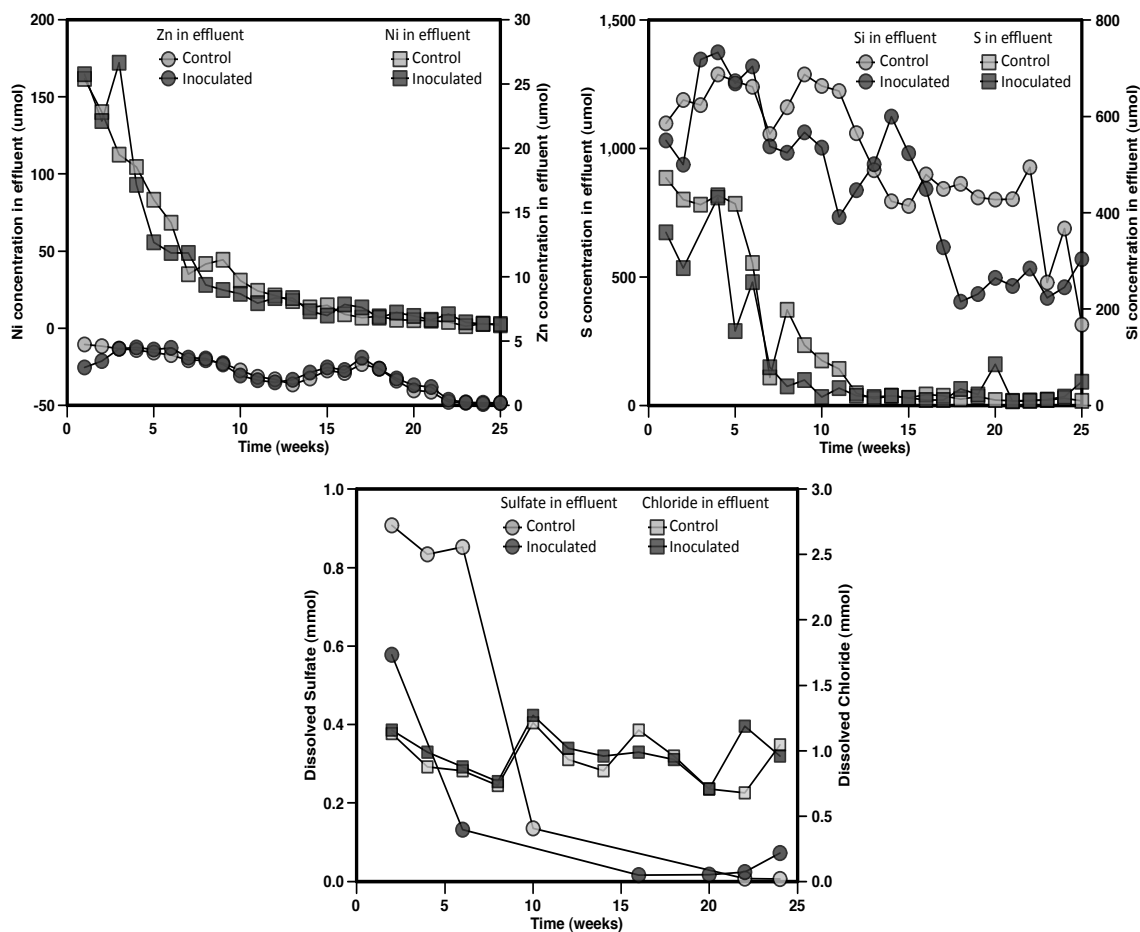 Zn in effluent
Ni in effluent
Control
Control
Inoculated
Inoculated
200
150
100
50
0
-50
Ni concentration in effluent (umol)
30
25
20
15
10
5
0
Zn concentration in effluent (umol)
0
5
10
15
20
25
Time (weeks)
Si in effluent
S in effluent
Control
Control
Inoculated
Inoculated
1,500
1,000
500
0
S concentration in effluent (umol)
800
600
400
200
0
Si concentration in effluent (umol)
0
5
10
15
20
25
Time (weeks)
Sulfate in effluent
Chloride in effluent
Control
Control
Inoculated
Inoculated
1.0
0.8
0.6
0.4
0.2
0.0
Dissolved Sulfate (mmol)
3.0
2.5
2.0
1.5
1.0
0.5
0.0
Dissolved Chloride (mmol)
0
5
10
15
20
25
Time (weeks)